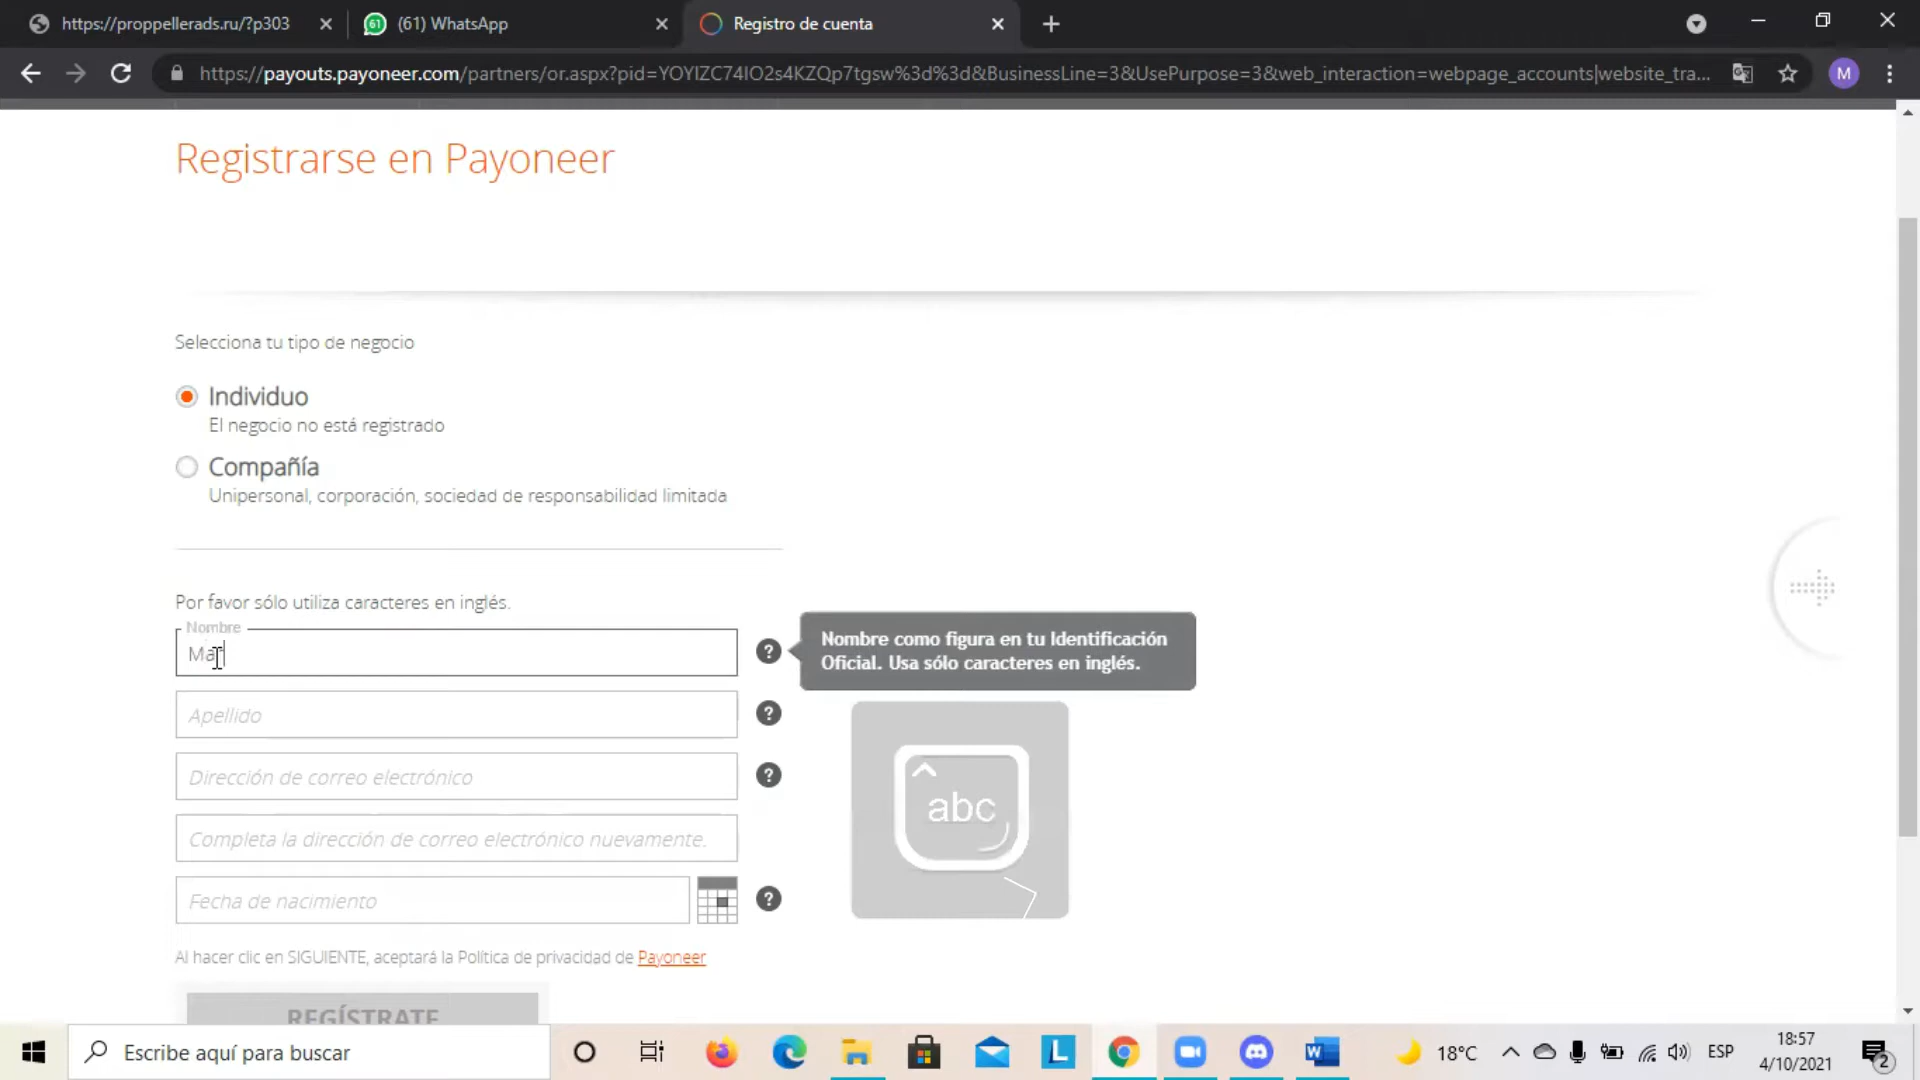 https://proppellerads.ru/?p303
(61) WhatsApp
Registro de cuenta
https://payouts.payoneer.com/partners/or.aspx?pid=YOYIZC74IO2s4KZQp7tgsw%3d%3d&BusinessLine=3&UsePurpose=3&web_interaction=webpage_accounts|website_tra...
M
Registrarse en Payoneer
Selecciona tu tipo de negocio
Individuo
El negocio no está registrado
Compañía
Unipersonal, corporación, sociedad de responsabilidad limitada
Por favor sólo utiliza caracteres en inglés.
Nombre
Mar
Nombre como figura en tu Identificación
Oficial. Usa sólo caracteres en inglés.
Apellido
Dirección de correo electrónico
Completa la dirección de correo electrónico nuevamente.
abc
Fecha de nacimiento
Al hacer clic en SIGUIENTE, aceptará la Política de privacidad de Payoneer
REGÍSTRATE
Escribe aquí para buscar
18°C
ESP
18:57
4/10/2021
2